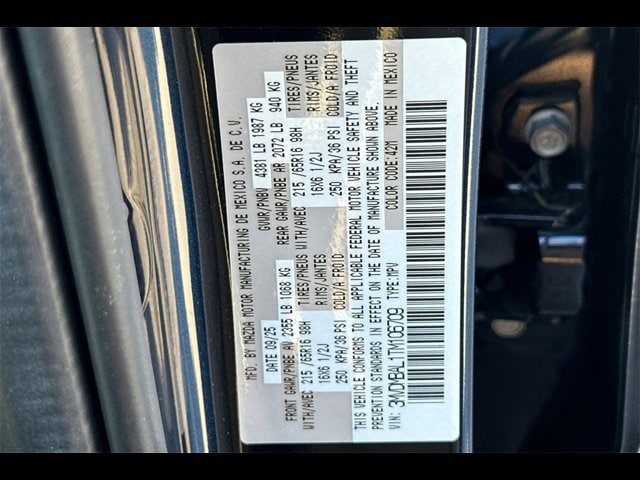 MFD. BY MAZDA MOTOR MANUFACTURING DE MEXICO S.A. DE C.V.
DATE 09/25 GVWR/PNBV 4381 LB 1987 KG
FRONT GAWR/PNBE AV 2355 LB 1068 KG REAR GAWR/PNBE AR 2072 LB 940 KG
WITH/AVEC TIRES/PNEUS WITH/AVEC TIRES/PNEUS
215 /65R16 98H RIMS/JANTES 215 /65R16 98H RIMS/JANTES
16X6 1/2J COLD/A FROID 16X6 1/2J COLD/A FROID
250 KPA/36 PSI 250 KPA/36 PSI
THIS VEHICLE CONFORMS TO ALL APPLICABLE FEDERAL MOTOR VEHICLE SAFETY AND THEFT
PREVENTION STANDARDS IN EFFECT ON THE DATE OF MANUFACTURE SHOWN ABOVE.
VIN: 3MVDMBAL1TM106709 TYPE:MPV COLOR CODE:42M MADE IN MEXICO